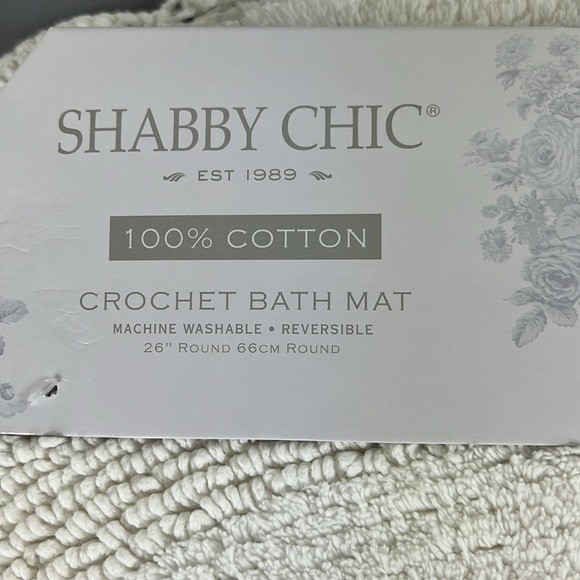 SHABBY CHIC®
EST 1989
100% COTTON
CROCHET BATH MAT
MACHINE WASHABLE • REVERSIBLE
26" ROUND 66CM ROUND